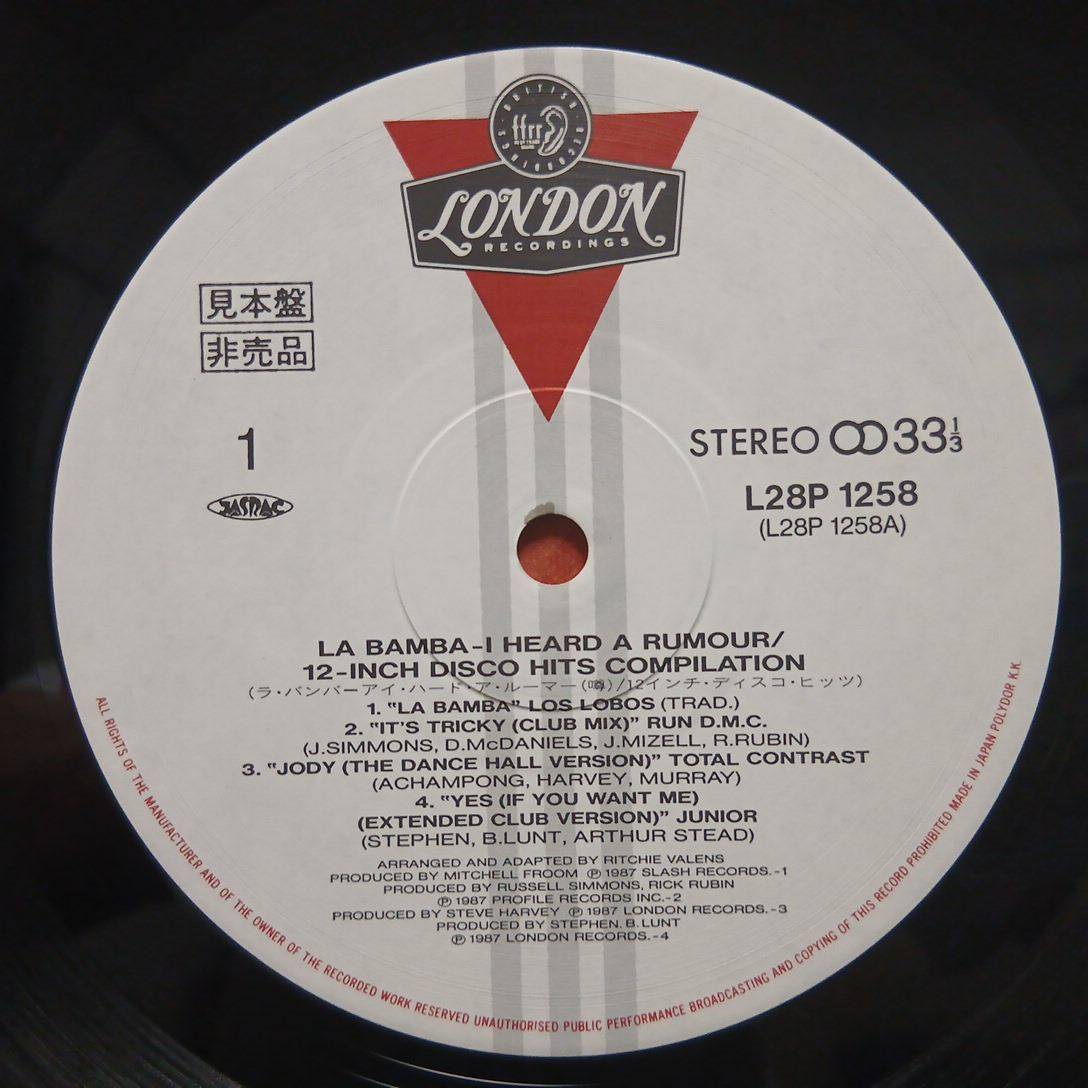 BRITISH
ffrr
RECORDINGS
LONDON
RECORDINGS
見本盤
非売品
1
JASRAC
STEREO 33 1/3
L28P 1258
(L28P 1258A)
LA BAMBA-I HEARD A RUMOUR/
12-INCH DISCO HITS COMPILATION
(ラ・バンバーアイ・ハード・ア・ルーマー(噂)/12インチ・ディスコ・ヒッツ)
1. "LA BAMBA" LOS LOBOS (TRAD.)
2. "IT'S TRICKY (CLUB MIX)" RUN D.M.C.
(J.SIMMONS, D.McDANIELS, J.MIZELL, R.RUBIN)
3. "JODY (THE DANCE HALL VERSION)" TOTAL CONTRAST
(ACHAMPONG, HARVEY, MURRAY)
4. "YES (IF YOU WANT ME)
(EXTENDED CLUB VERSION)" JUNIOR
(STEPHEN, B.LUNT, ARTHUR STEAD)
ARRANGED AND ADAPTED BY RITCHIE VALENS
PRODUCED BY MITCHELL FROOM ℗ 1987 SLASH RECORDS.-1
PRODUCED BY RUSSELL SIMMONS, RICK RUBIN
℗ 1987 PROFILE RECORDS INC.-2
PRODUCED BY STEVE HARVEY ℗ 1987 LONDON RECORDS.-3
PRODUCED BY STEPHEN, B.LUNT
℗ 1987 LONDON RECORDS.-4
ALL RIGHTS OF THE MANUFACTURER AND OF THE OWNER OF THE RECORDED WORK RESERVED UNAUTHORISED PUBLIC PERFORMANCE BROADCASTING AND COPYING OF THIS RECORD PROHIBITED MADE IN JAPAN POLYDOR K.K.